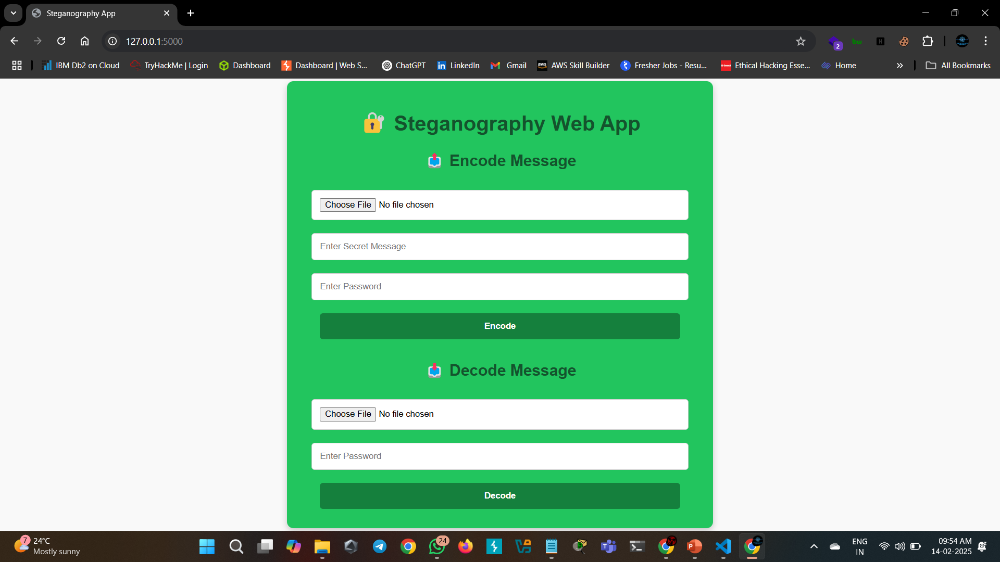 Steganography App
127.0.0.1:5000
2
bw
H
IBM Db2 on Cloud
TryHackMe | Login
Dashboard
Dashboard | Web S...
ChatGPT
LinkedIn
Gmail
AWS Skill Builder
Fresher Jobs - Resu...
Ethical Hacking Esse...
Home
All Bookmarks
Steganography Web App
Encode Message
Choose File No file chosen
Enter Secret Message
Enter Password
Encode
Decode Message
Choose File No file chosen
Enter Password
Decode
7
24°C
Mostly sunny
24
ENG
IN
09:54 AM
14-02-2025